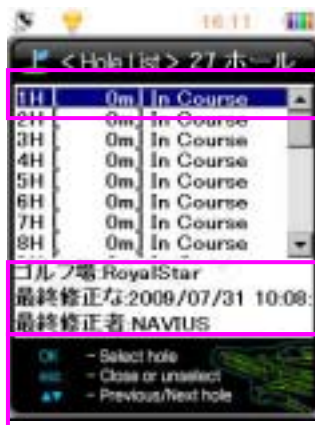 16:11
<Hole List> 27 ホール
1H [ 0m] In Course
2H [ 0m] In Course
3H [ 0m] In Course
4H [ 0m] In Course
5H [ 0m] In Course
6H [ 0m] In Course
7H [ 0m] In Course
8H [ 0m] In Course
ゴルフ場:RoyalStar
最終修正な:2009/07/31 10:08:
最終修正者:NAVIUS
OK - Select hole
ESC - Close or unselect
▲▼ - Previous/Next hole